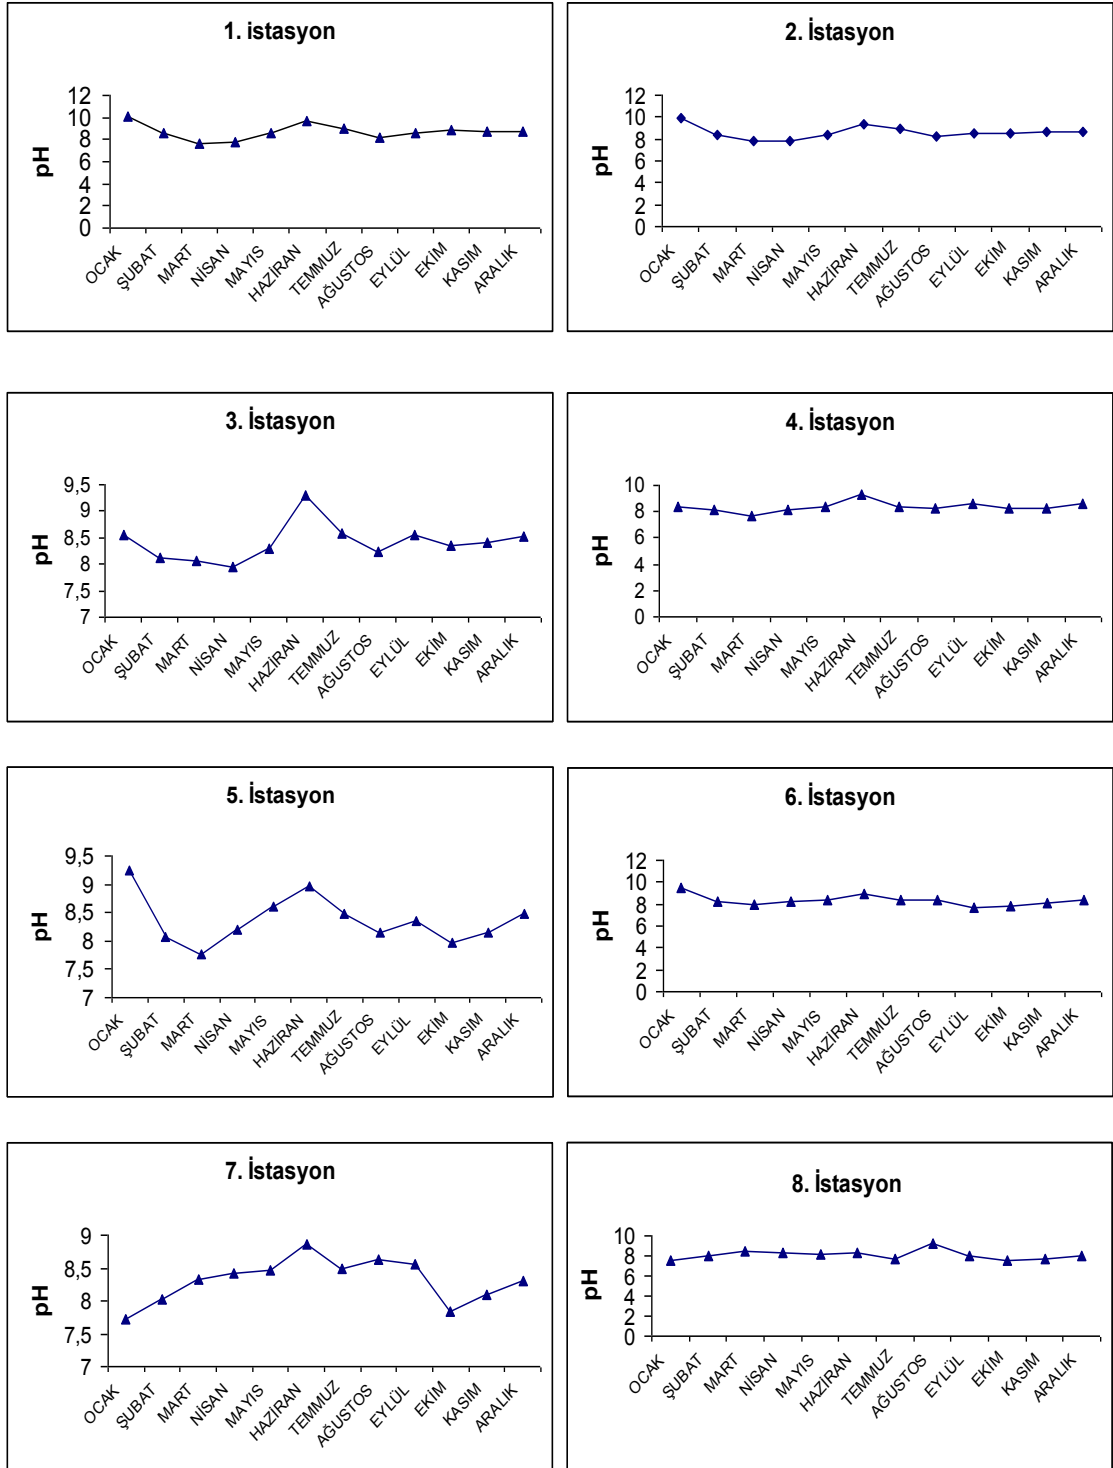 1. istasyon
pH
12
10
8
6
4
2
0
OCAK
ŞUBAT
MART
NİSAN
MAYIS
HAZİRAN
TEMMUZ
AĞUSTOS
EYLÜL
EKİM
KASIM
ARALIK
2. İstasyon
pH
12
10
8
6
4
2
0
OCAK
ŞUBAT
MART
NİSAN
MAYIS
HAZİRAN
TEMMUZ
AĞUSTOS
EYLÜL
EKİM
KASIM
ARALIK
3. İstasyon
pH
9,5
9
8,5
8
7,5
7
OCAK
ŞUBAT
MART
NİSAN
MAYIS
HAZİRAN
TEMMUZ
AĞUSTOS
EYLÜL
EKİM
KASIM
ARALIK
4. İstasyon
pH
10
8
6
4
2
0
OCAK
ŞUBAT
MART
NİSAN
MAYIS
HAZİRAN
TEMMUZ
AĞUSTOS
EYLÜL
EKİM
KASIM
ARALIK
5. İstasyon
pH
9,5
9
8,5
8
7,5
7
OCAK
ŞUBAT
MART
NİSAN
MAYIS
HAZİRAN
TEMMUZ
AĞUSTOS
EYLÜL
EKİM
KASIM
ARALIK
6. İstasyon
pH
12
10
8
6
4
2
0
OCAK
ŞUBAT
MART
NİSAN
MAYIS
HAZİRAN
TEMMUZ
AĞUSTOS
EYLÜL
EKİM
KASIM
ARALIK
7. İstasyon
pH
9
8,5
8
7,5
7
OCAK
ŞUBAT
MART
NİSAN
MAYIS
HAZİRAN
TEMMUZ
AĞUSTOS
EYLÜL
EKİM
KASIM
ARALIK
8. İstasyon
pH
10
8
6
4
2
0
OCAK
ŞUBAT
MART
NİSAN
MAYIS
HAZİRAN
TEMMUZ
AĞUSTOS
EYLÜL
EKİM
KASIM
ARALIK